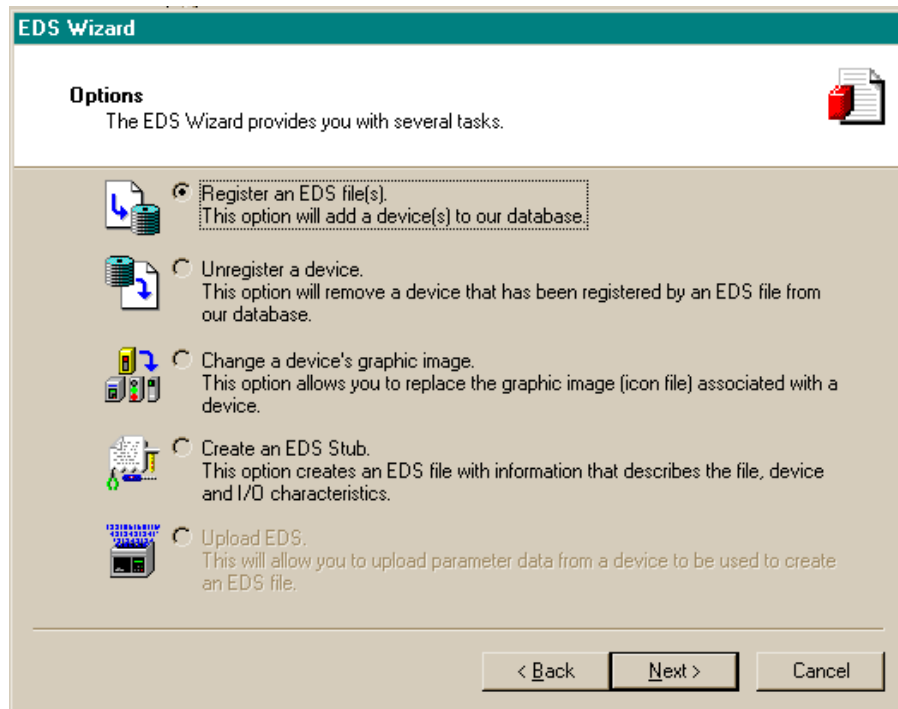 EDS Wizard
Options
The EDS Wizard provides you with several tasks.
Register an EDS file(s).
This option will add a device(s) to our database.
Unregister a device.
This option will remove a device that has been registered by an EDS file from
our database.
Change a device's graphic image.
This option allows you to replace the graphic image (icon file) associated with a
device.
Create an EDS Stub.
This option creates an EDS file with information that describes the file, device
and I/O characteristics.
Upload EDS.
This will allow you to upload parameter data from a device to be used to create
an EDS file.
< Back
Next >
Cancel